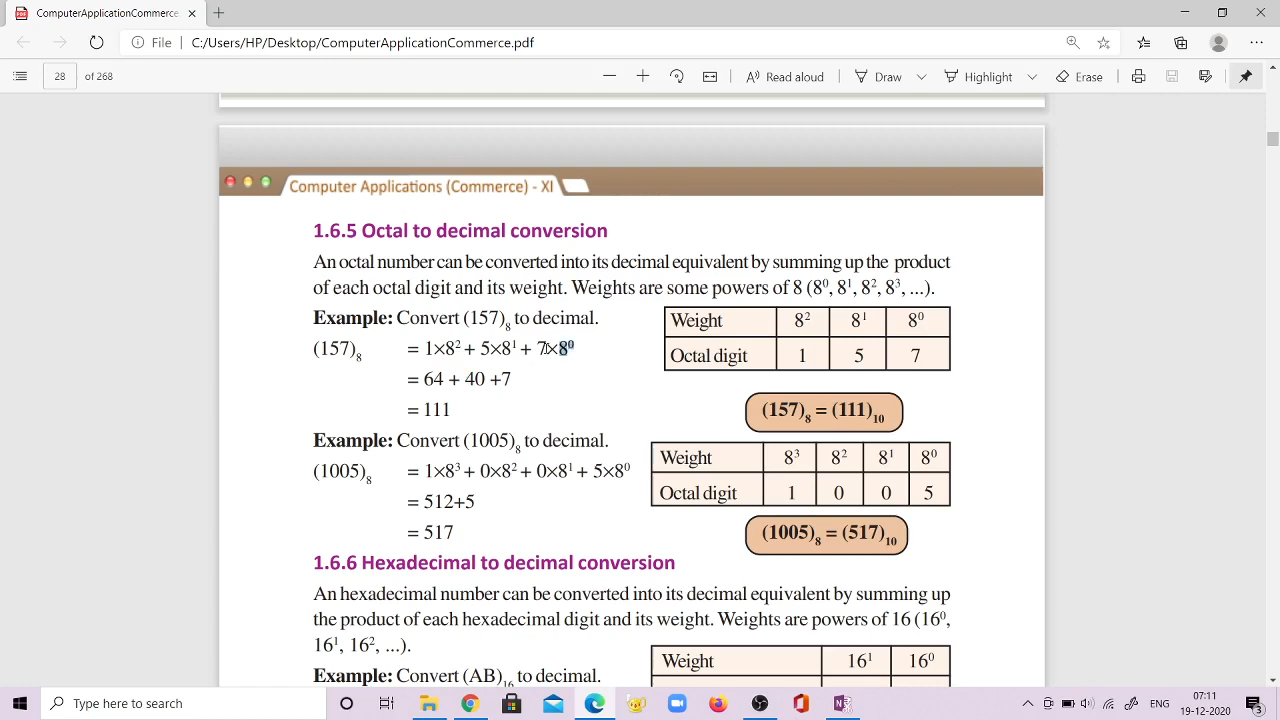 ComputerApplicationCommerce.pd
File
C:/Users/HP/Desktop/ComputerApplicationCommerce.pdf
28 of 268
Read aloud
Draw
Highlight
Erase
Computer Applications (Commerce) - XI
1.6.5 Octal to decimal conversion
An octal number can be converted into its decimal equivalent by summing up the product
of each octal digit and its weight. Weights are some powers of 8 (8⁰, 8¹, 8², 8³, ...).
Example: Convert (157)₈ to decimal.
(157)₈ = 1×8² + 5×8¹ + 7×8⁰
= 64 + 40 +7
= 111
Weight 8² 8¹ 8⁰
Octal digit 1 5 7
(157)₈ = (111)₁₀
Example: Convert (1005)₈ to decimal.
(1005)₈ = 1×8³ + 0×8² + 0×8¹ + 5×8⁰
= 512+5
= 517
Weight 8³ 8² 8¹ 8⁰
Octal digit 1 0 0 5
(1005)₈ = (517)₁₀
1.6.6 Hexadecimal to decimal conversion
An hexadecimal number can be converted into its decimal equivalent by summing up
the product of each hexadecimal digit and its weight. Weights are powers of 16 (16⁰,
16¹, 16², ...).
Example: Convert (AB)₁₆ to decimal.
Weight 16¹ 16⁰
Type here to search
07:11
19-12-2020
3